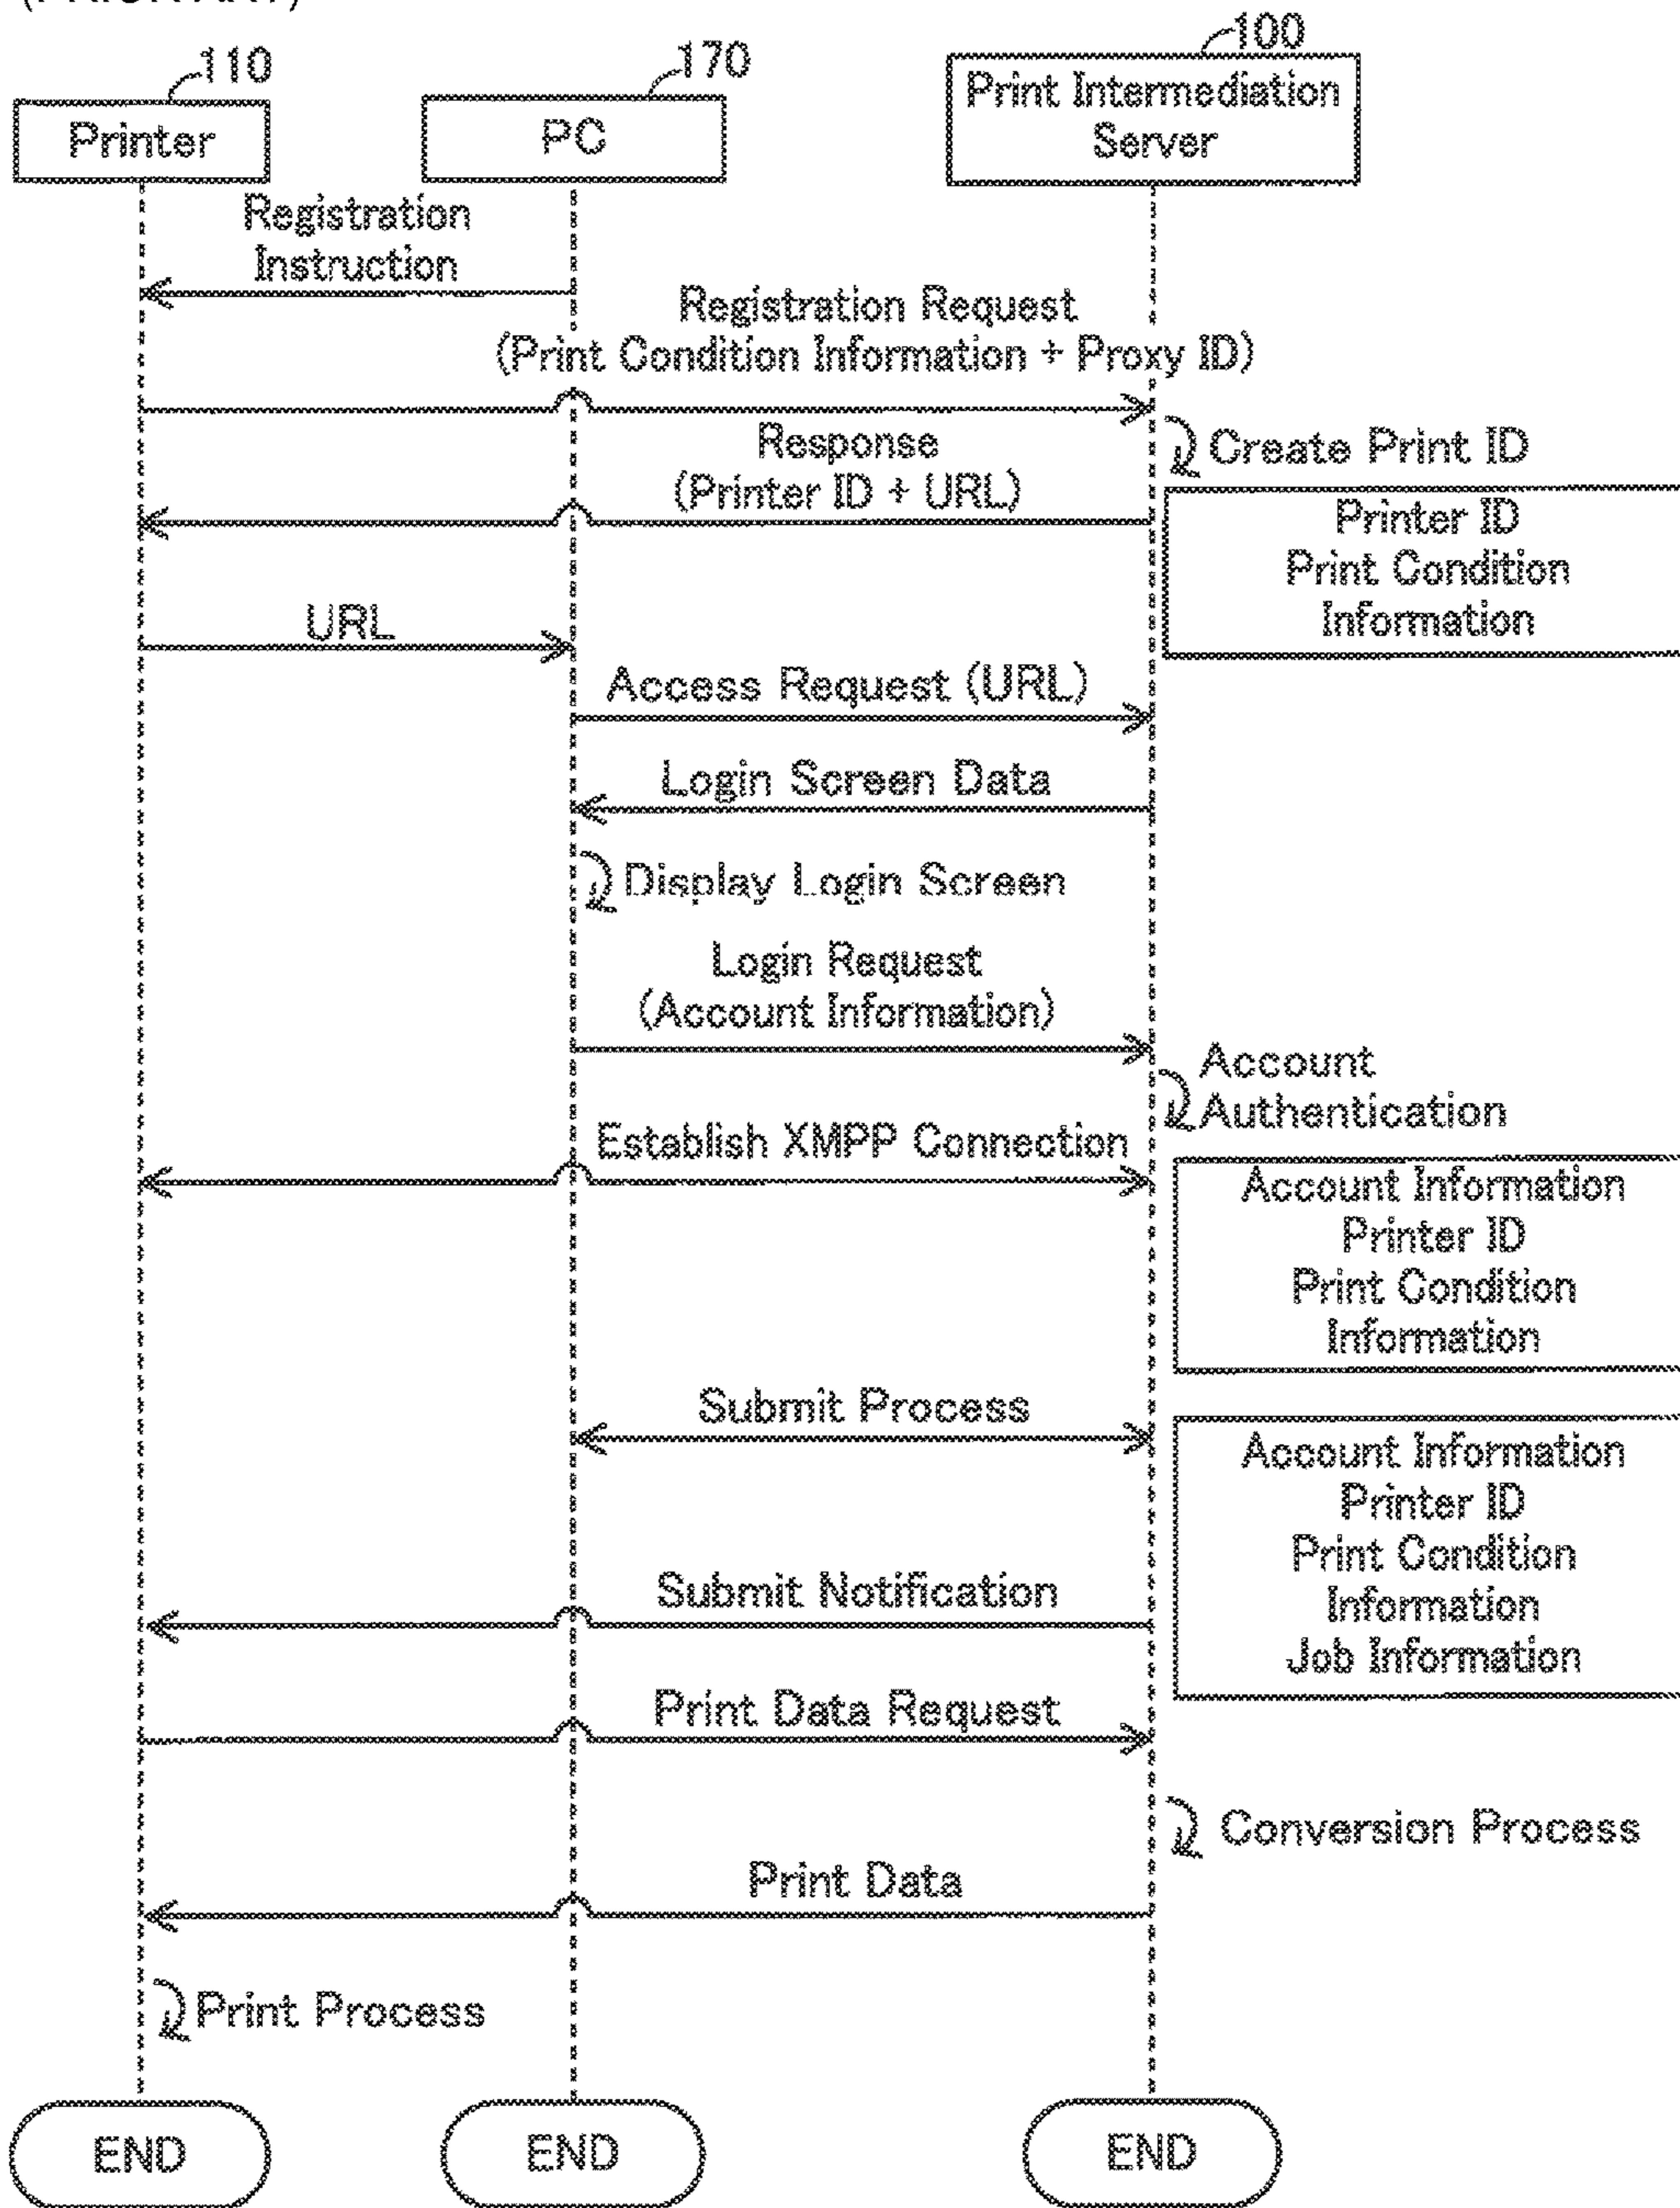 (PRIOR ART)
110
170
100
Printer
PC
Print Intermediation
Server
Registration
Instruction
Registration Request
(Print Condition Information + Proxy ID)
Create Print ID
Response
(Printer ID + URL)
Printer ID
Print Condition
Information
URL
Access Request (URL)
Login Screen Data
Display Login Screen
Login Request
(Account Information)
Account
Authentication
Establish XMPP Connection
Account Information
Printer ID
Print Condition
Information
Submit Process
Account Information
Printer ID
Print Condition
Information
Job Information
Submit Notification
Print Data Request
Conversion Process
Print Data
Print Process
END
END
END